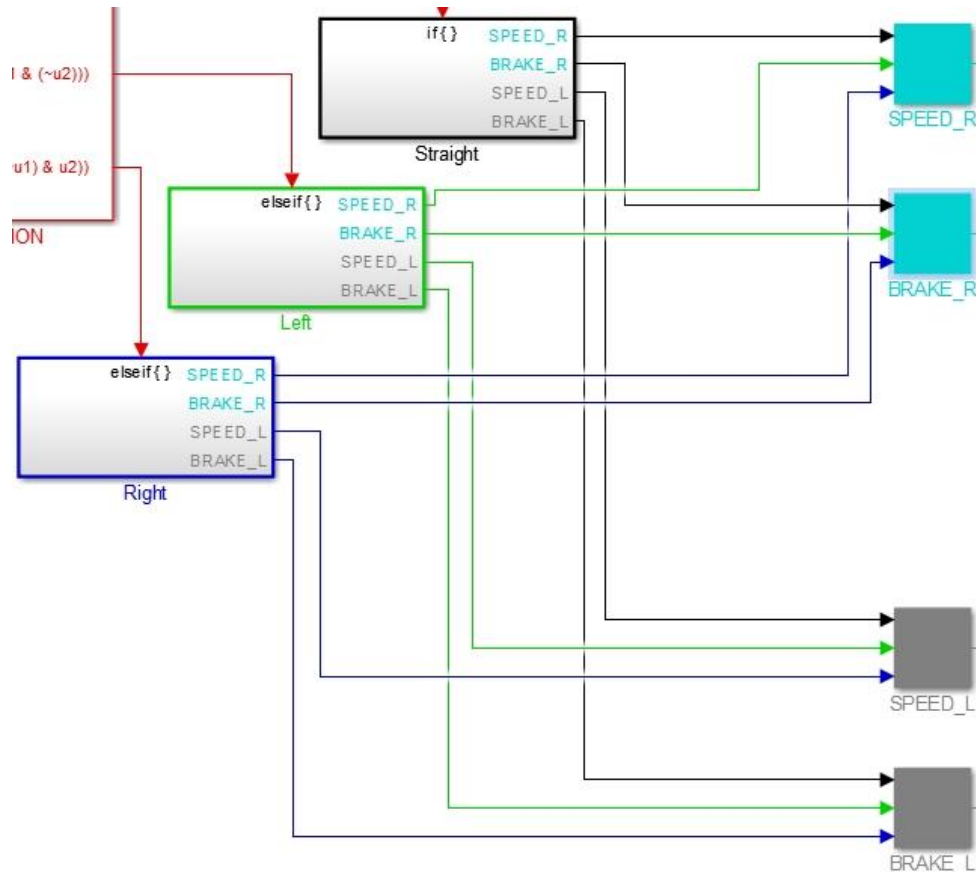 if{ }
SPEED_R
BRAKE_R
SPEED_L
BRAKE_L
Straight
& (~u2)))
u1) & u2))
ION
elseif{ }
SPEED_R
BRAKE_R
SPEED_L
BRAKE_L
Left
elseif{ }
SPEED_R
BRAKE_R
SPEED_L
BRAKE_L
Right
SPEED_R
BRAKE_R
SPEED_L
BRAKE_L